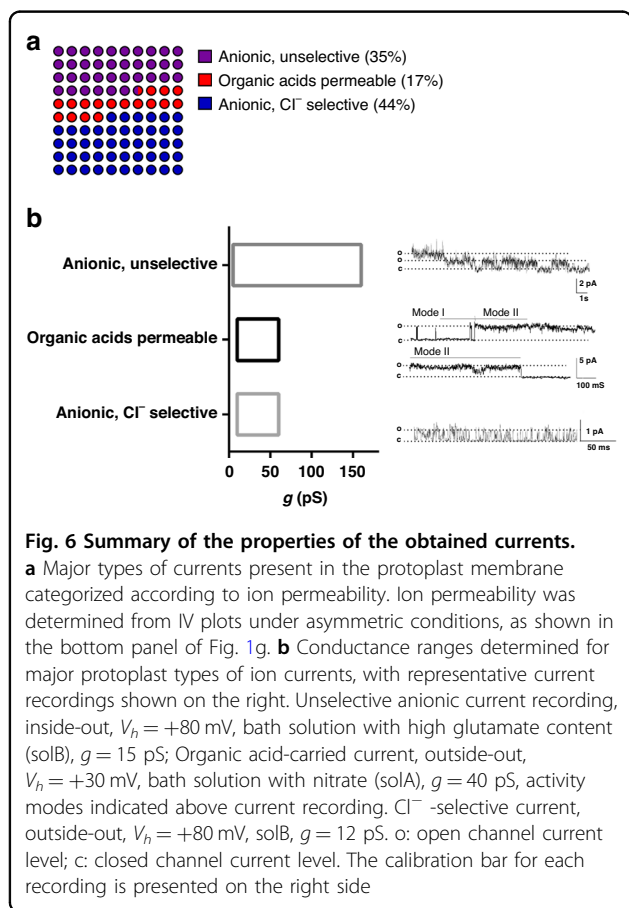 a
Anionic, unselective (35%)
Organic acids permeable (17%)
Anionic, Cl⁻ selective (44%)
b
Anionic, unselective
Organic acids permeable
Anionic, Cl⁻ selective
0 50 100 150
g (pS)
o
o
c
2 pA
1s
Mode I Mode II
o
c
Mode II
o
c
5 pA
100 mS
o
c
1 pA
50 ms
Fig. 6 Summary of the properties of the obtained currents.
a Major types of currents present in the protoplast membrane
categorized according to ion permeability. Ion permeability was
determined from IV plots under asymmetric conditions, as shown in
the bottom panel of Fig. 1g. b Conductance ranges determined for
major protoplast types of ion currents, with representative current
recordings shown on the right. Unselective anionic current recording,
inside-out, Vh = +80 mV, bath solution with high glutamate content
(solB), g = 15 pS; Organic acid-carried current, outside-out,
Vh = +30 mV, bath solution with nitrate (solA), g = 40 pS, activity
modes indicated above current recording. Cl⁻ -selective current,
outside-out, Vh = +80 mV, solB, g = 12 pS. o: open channel current
level; c: closed channel current level. The calibration bar for each
recording is presented on the right side